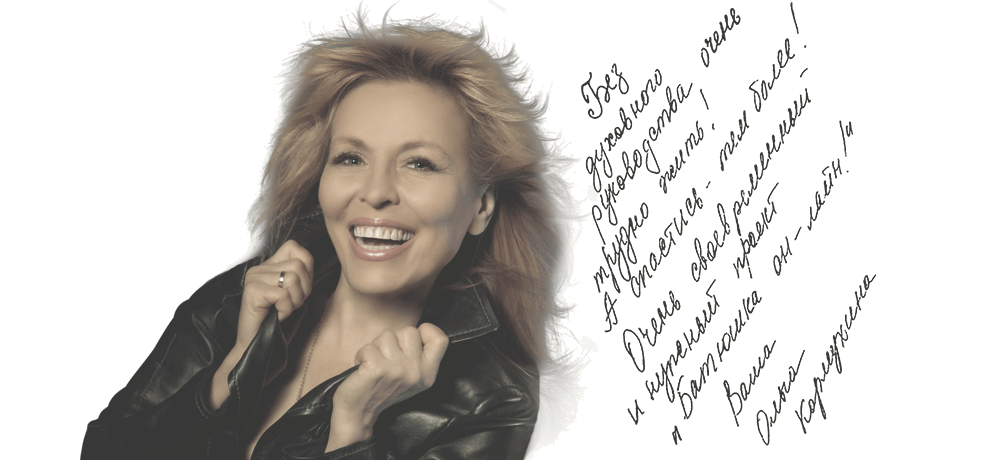 Без
духовного
руководства очень
трудно жить!
А спастись - тем более!
Очень своевременный
и нужный проект
"Батюшка он-лайн!"
Ваша
Ольга
Кормухина